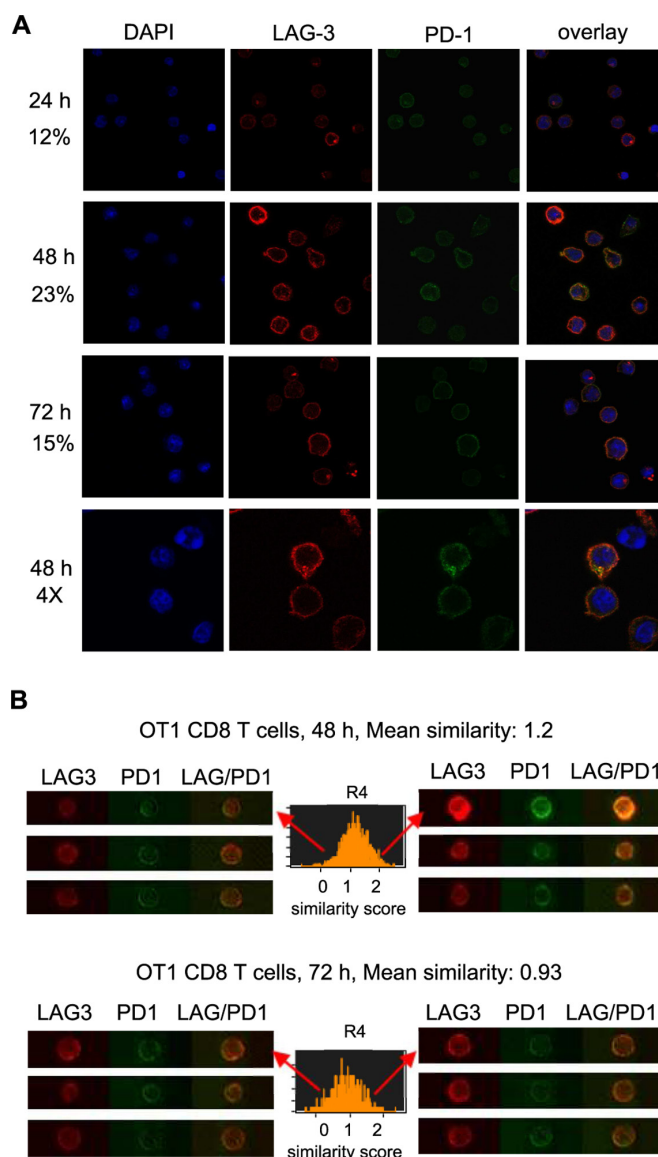 A
DAPI LAG-3 PD-1 overlay
24 h
12%
48 h
23%
72 h
15%
48 h
4X
B
OT1 CD8 T cells, 48 h, Mean similarity: 1.2
LAG3 PD1 LAG/PD1 R4 LAG3 PD1 LAG/PD1
0 1 2
similarity score
OT1 CD8 T cells, 72 h, Mean similarity: 0.93
LAG3 PD1 LAG/PD1 R4 LAG3 PD1 LAG/PD1
0 1 2
similarity score